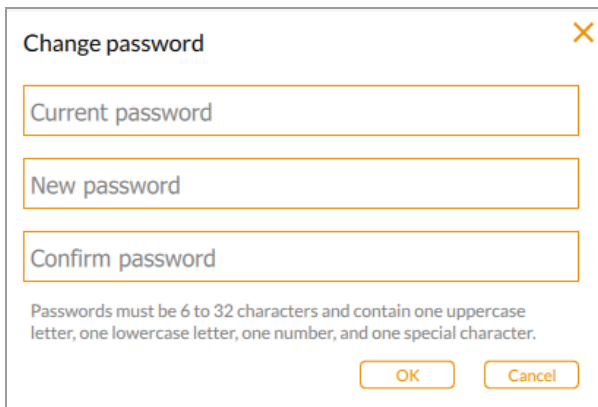 Change password
Current password
New password
Confirm password
Passwords must be 6 to 32 characters and contain one uppercase
letter, one lowercase letter, one number, and one special character.
OK
Cancel